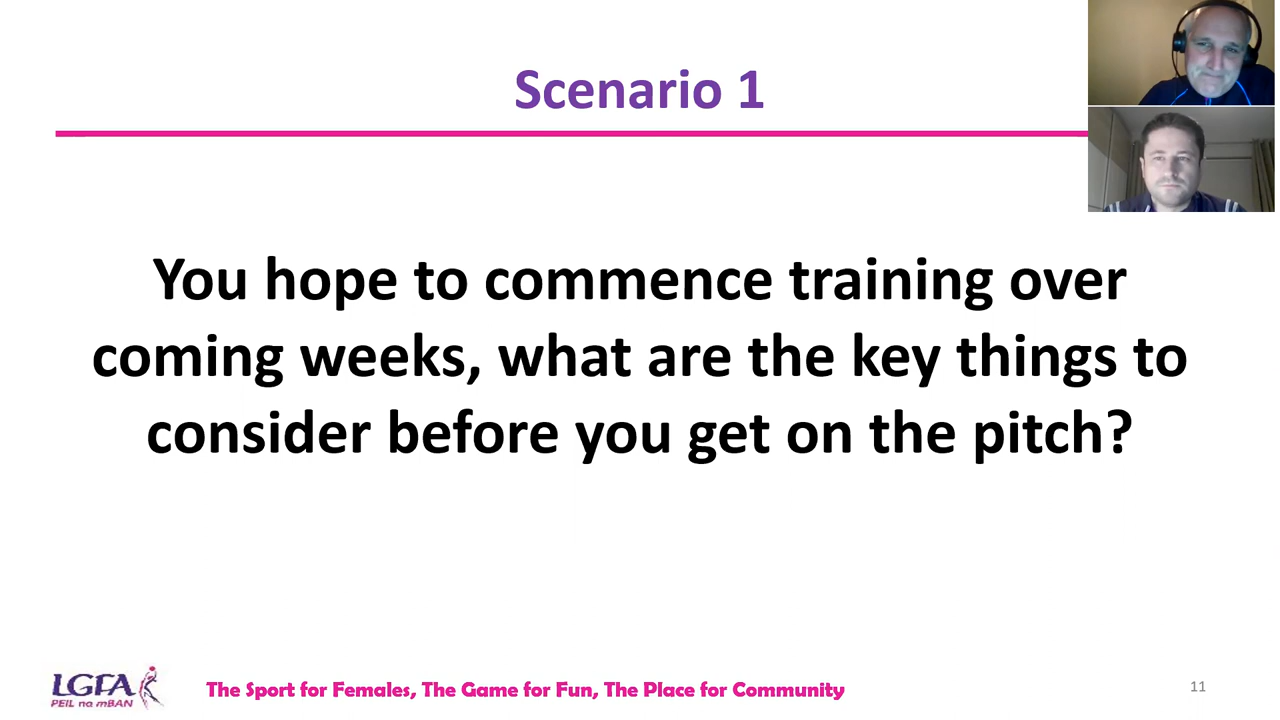 Scenario 1
You hope to commence training over
coming weeks, what are the key things to
consider before you get on the pitch?
LGFA
PEIL na mBAN
The Sport for Females, The Game for Fun, The Place for Community
11